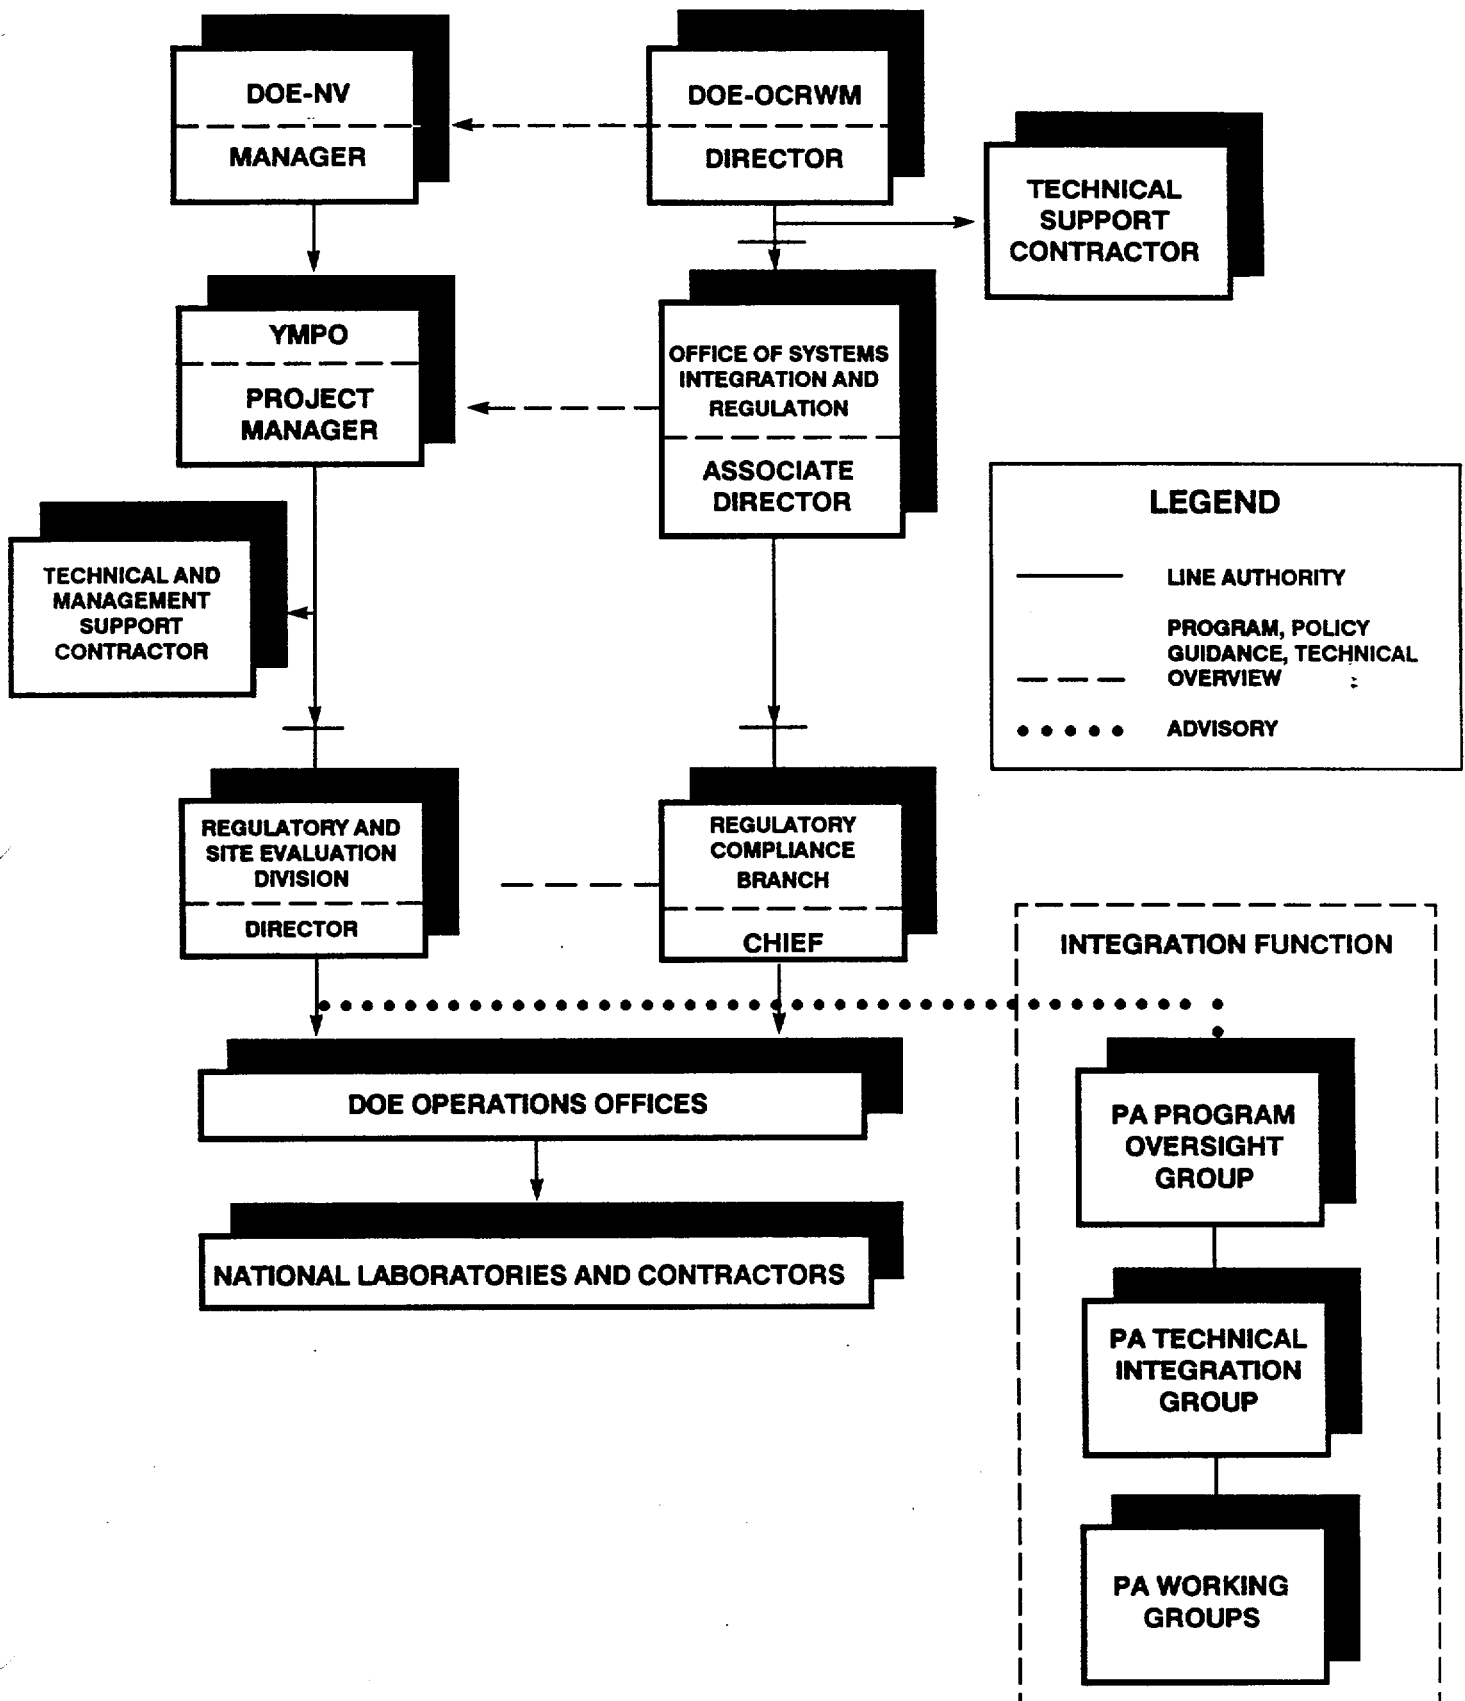 DOE-NV
MANAGER
DOE-OCRWM
DIRECTOR
TECHNICAL
SUPPORT
CONTRACTOR
YMPO
PROJECT
MANAGER
OFFICE OF SYSTEMS
INTEGRATION AND
REGULATION
ASSOCIATE
DIRECTOR
LEGEND
LINE AUTHORITY
PROGRAM, POLICY
GUIDANCE, TECHNICAL
OVERVIEW
ADVISORY
TECHNICAL AND
MANAGEMENT
SUPPORT
CONTRACTOR
REGULATORY AND
SITE EVALUATION
DIVISION
DIRECTOR
REGULATORY
COMPLIANCE
BRANCH
CHIEF
INTEGRATION FUNCTION
DOE OPERATIONS OFFICES
NATIONAL LABORATORIES AND CONTRACTORS
PA PROGRAM
OVERSIGHT
GROUP
PA TECHNICAL
INTEGRATION
GROUP
PA WORKING
GROUPS